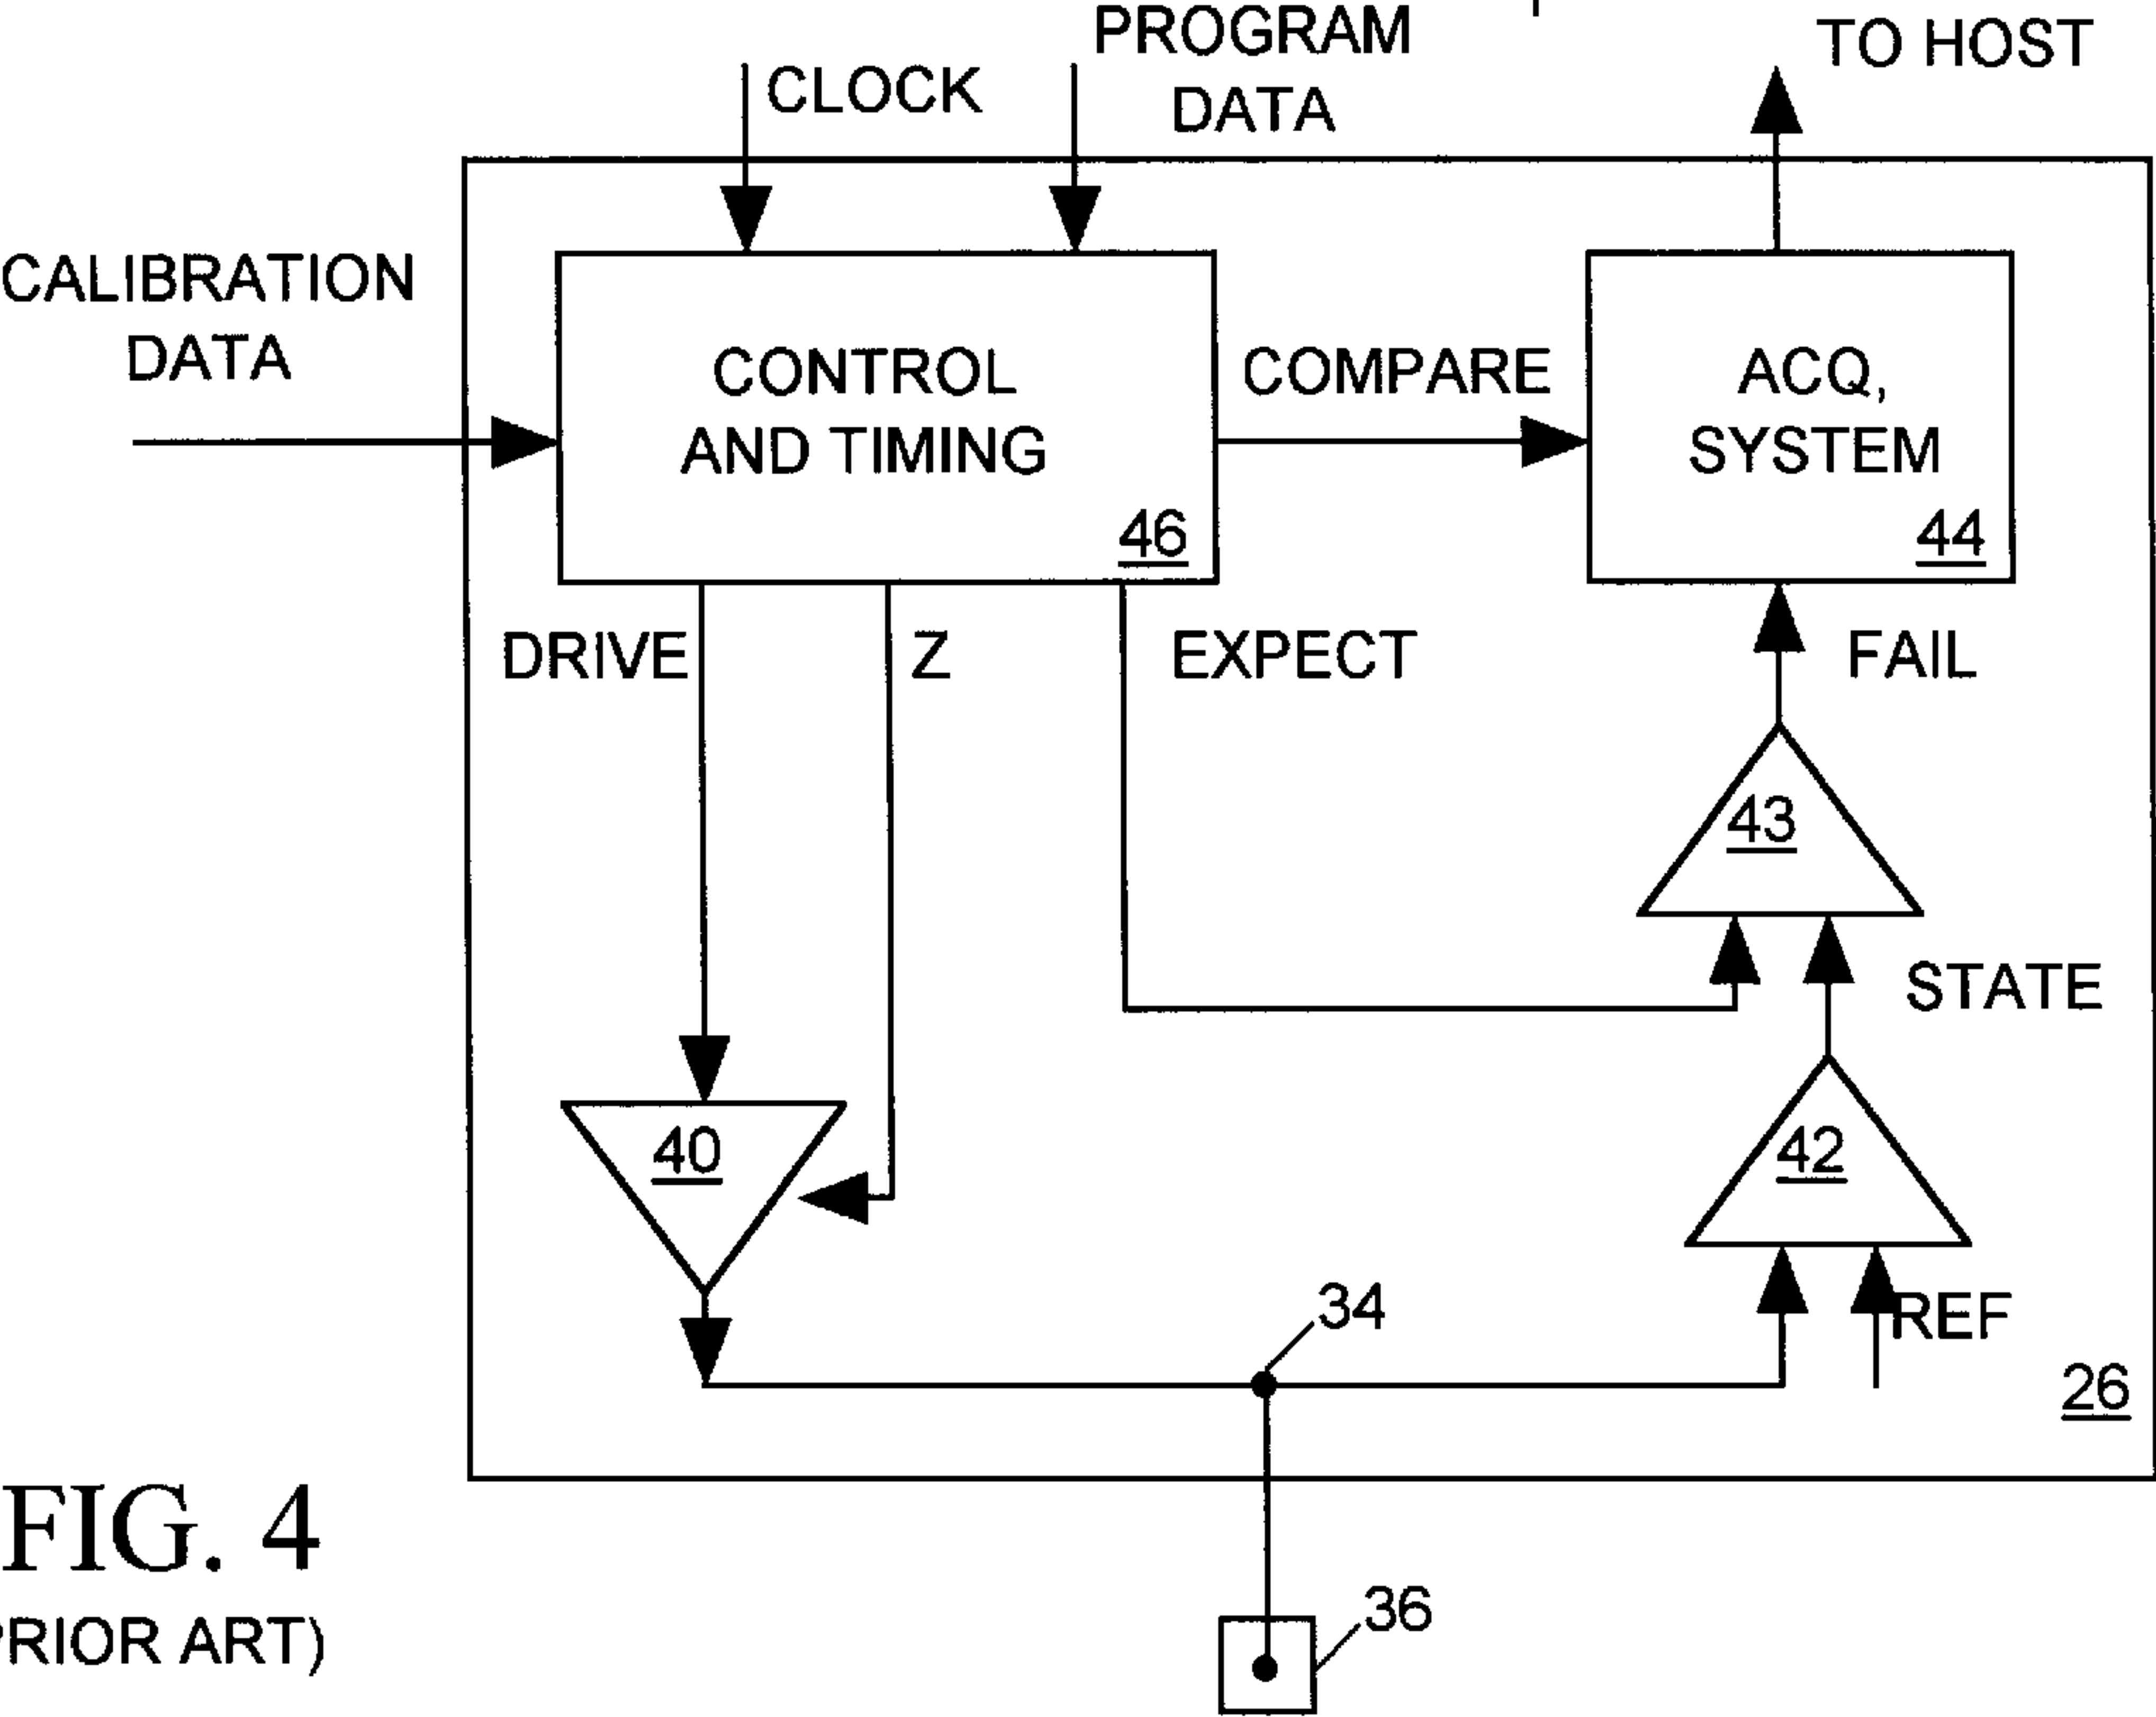 PROGRAM
DATA
CLOCK
TO HOST
CALIBRATION
DATA
CONTROL
AND TIMING
46
COMPARE
ACQ,
SYSTEM
44
DRIVE
Z
EXPECT
FAIL
43
STATE
40
42
34
REF
26
FIG. 4
PRIOR ART)
36